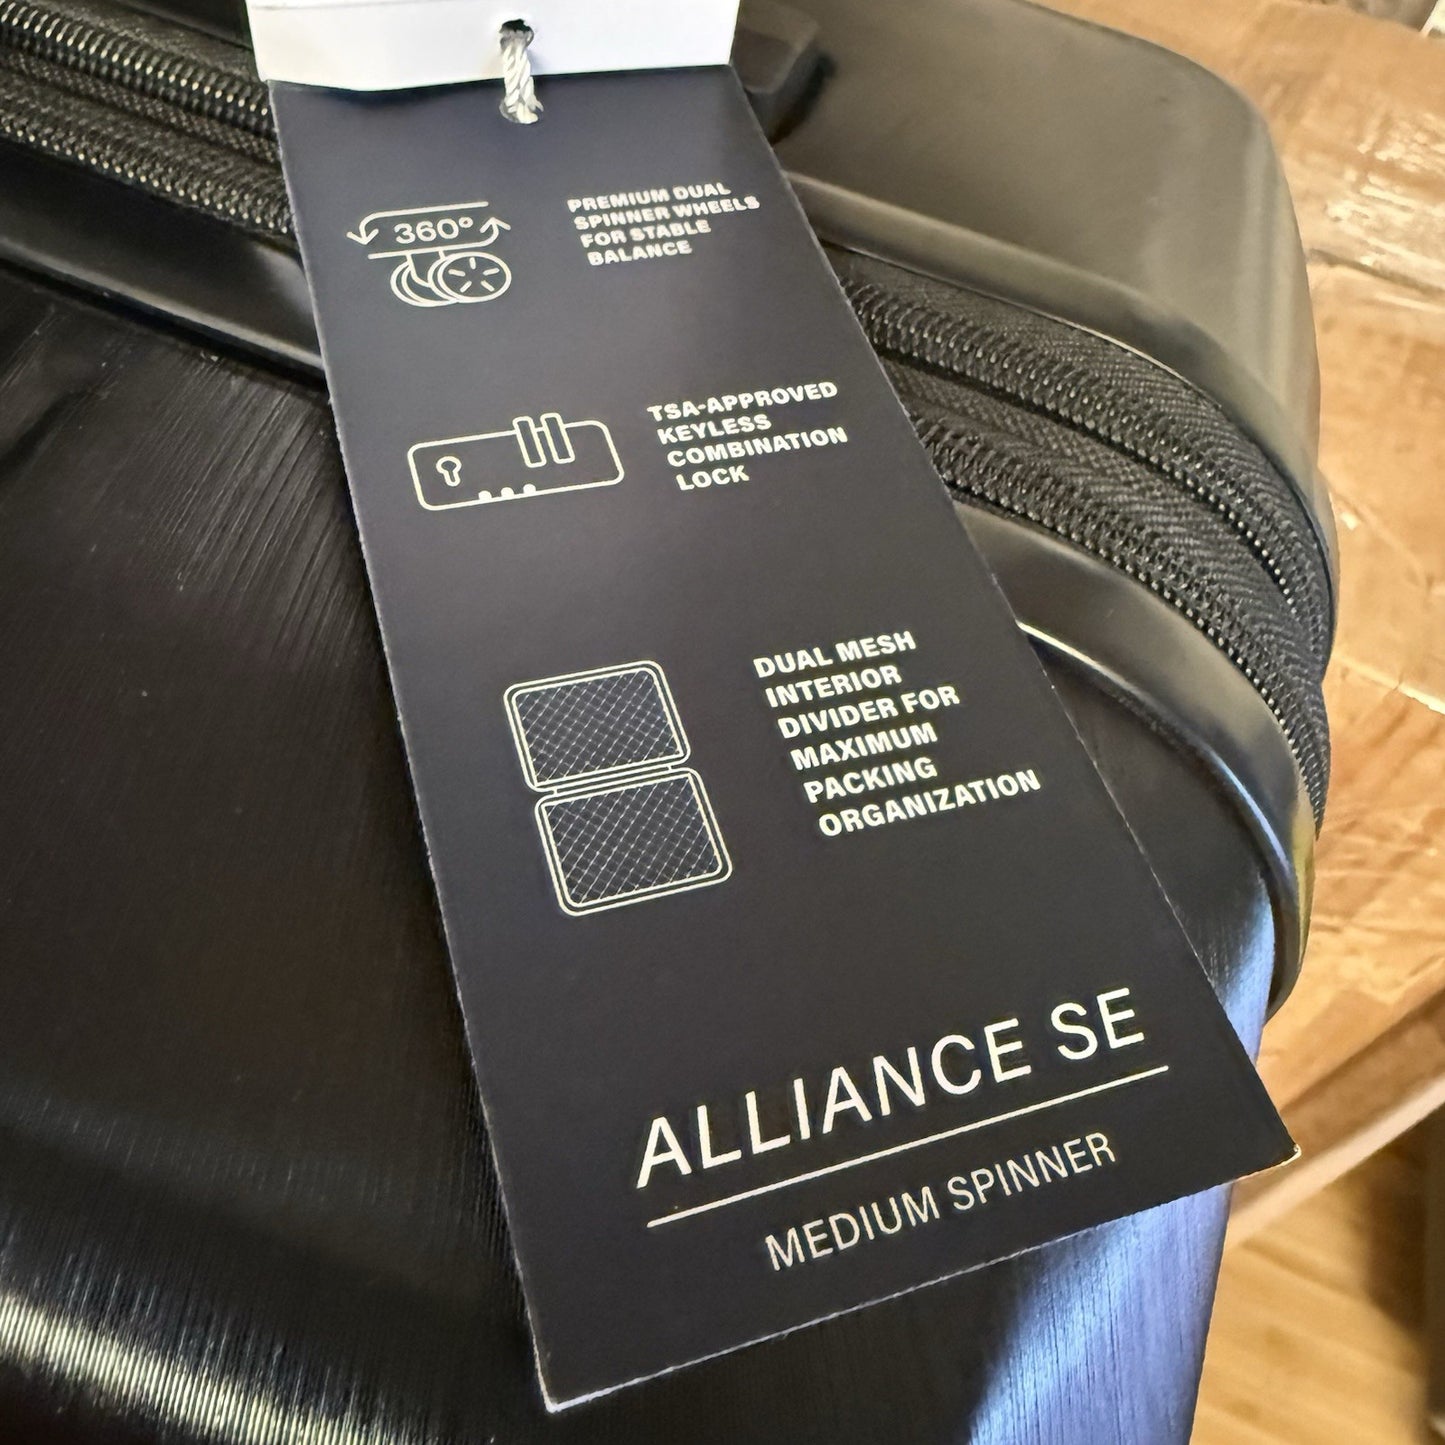 360°
PREMIUM DUAL
SPINNER WHEELS
FOR STABLE
BALANCE
TSA-APPROVED
KEYLESS
COMBINATION
LOCK
DUAL MESH
INTERIOR
DIVIDER FOR
MAXIMUM
PACKING
ORGANIZATION
ALLIANCE SE
MEDIUM SPINNER